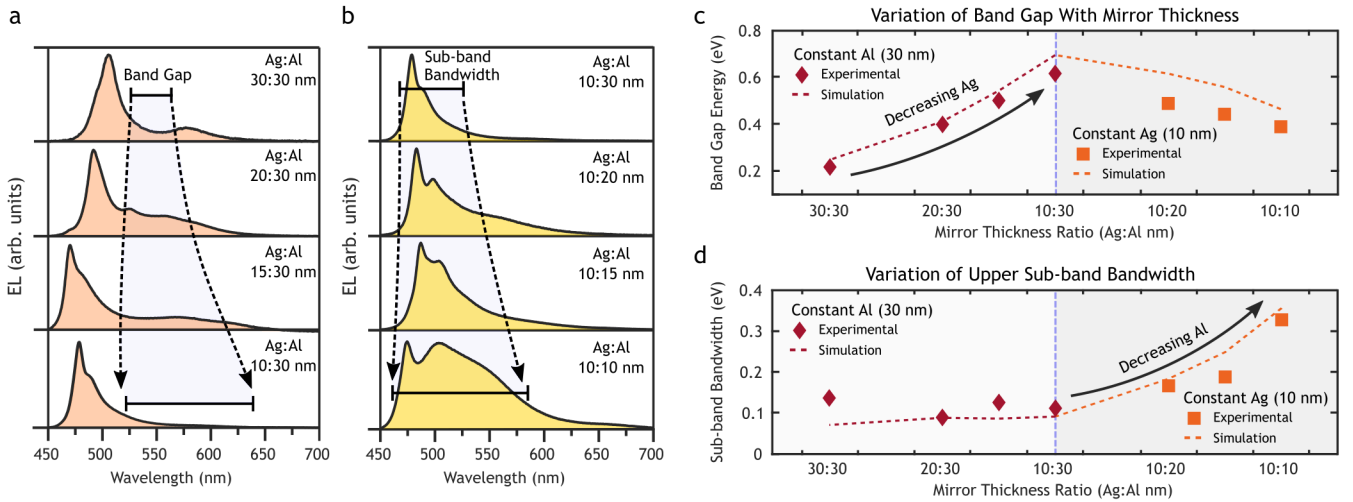 a
Ag:Al
30:30 nm
Band Gap
Ag:Al
20:30 nm
Ag:Al
15:30 nm
Ag:Al
10:30 nm
EL (arb. units)
450 500 550 600 650 700
Wavelength (nm)
b
Sub-band
Bandwidth
Ag:Al
10:30 nm
Ag:Al
10:20 nm
Ag:Al
10:15 nm
Ag:Al
10:10 nm
EL (arb. units)
450 500 550 600 650 700
Wavelength (nm)
c
Variation of Band Gap With Mirror Thickness
Band Gap Energy (eV)
0.8
0.6
0.4
0.2
Constant Al (30 nm)
Experimental
Simulation
Decreasing Ag
Constant Ag (10 nm)
Experimental
Simulation
30:30 20:30 10:30 10:20 10:10
Mirror Thickness Ratio (Ag:Al nm)
d
Variation of Upper Sub-band Bandwidth
Sub-band Bandwidth (eV)
0.4
0.3
0.2
0.1
0
Constant Al (30 nm)
Experimental
Simulation
Decreasing Al
Constant Ag (10 nm)
Experimental
Simulation
30:30 20:30 10:30 10:20 10:10
Mirror Thickness Ratio (Ag:Al nm)